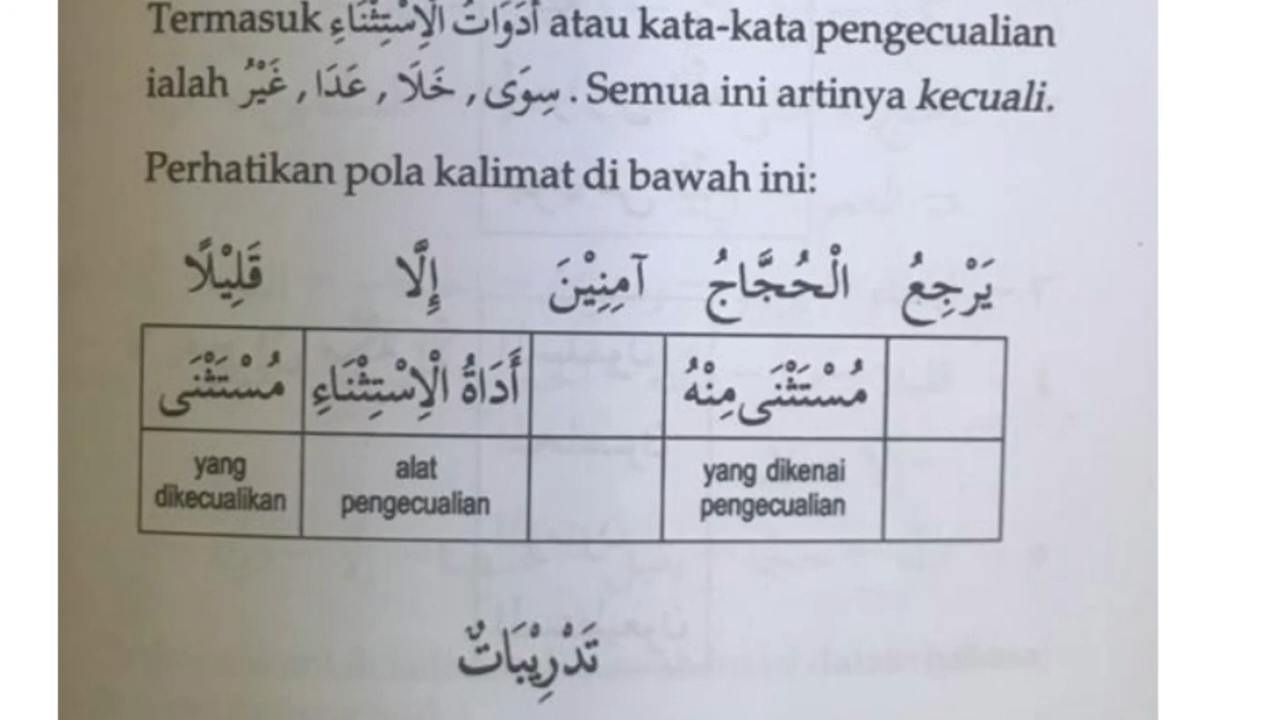 Termasuk أَدَوَاتُ الْإِسْتِثْنَاءِ atau kata-kata pengecualian
ialah غَيْرُ , عَدَا , خَلَا , سِوَى . Semua ini artinya kecuali.
Perhatikan pola kalimat di bawah ini:
يَرْجِعُ الْحُجَّاجُ آمِنِيْنَ إِلَّا قَلِيْلًا
مُسْتَثْنَى مِنْهُ أَدَاةُ الْإِسْتِثْنَاءِ مُسْتَثْنَى
yang dikecualikan alat pengecualian yang dikenai pengecualian
تَدْرِيْبَاتٌ